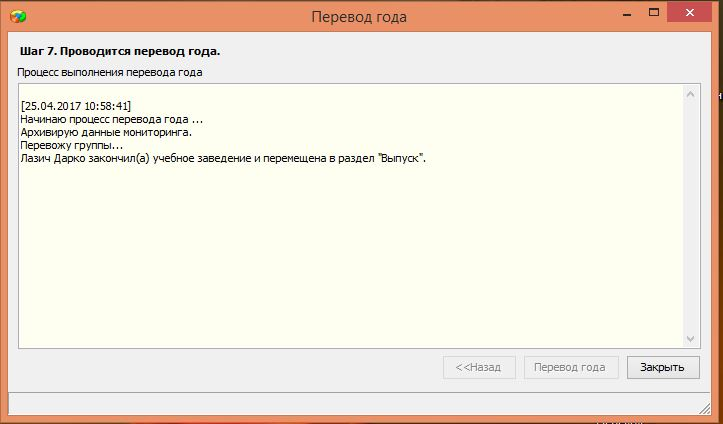 Перевод года
Шаг 7. Проводится перевод года.
Процесс выполнения перевода года
[25.04.2017 10:58:41]
Начинаю процесс перевода года ...
Архивирую данные мониторинга.
Перевожу группы...
Лазич Дарко закончил(а) учебное заведение и перемещена в раздел "Выпуск".
<<Назад
Перевод года
Закрыть